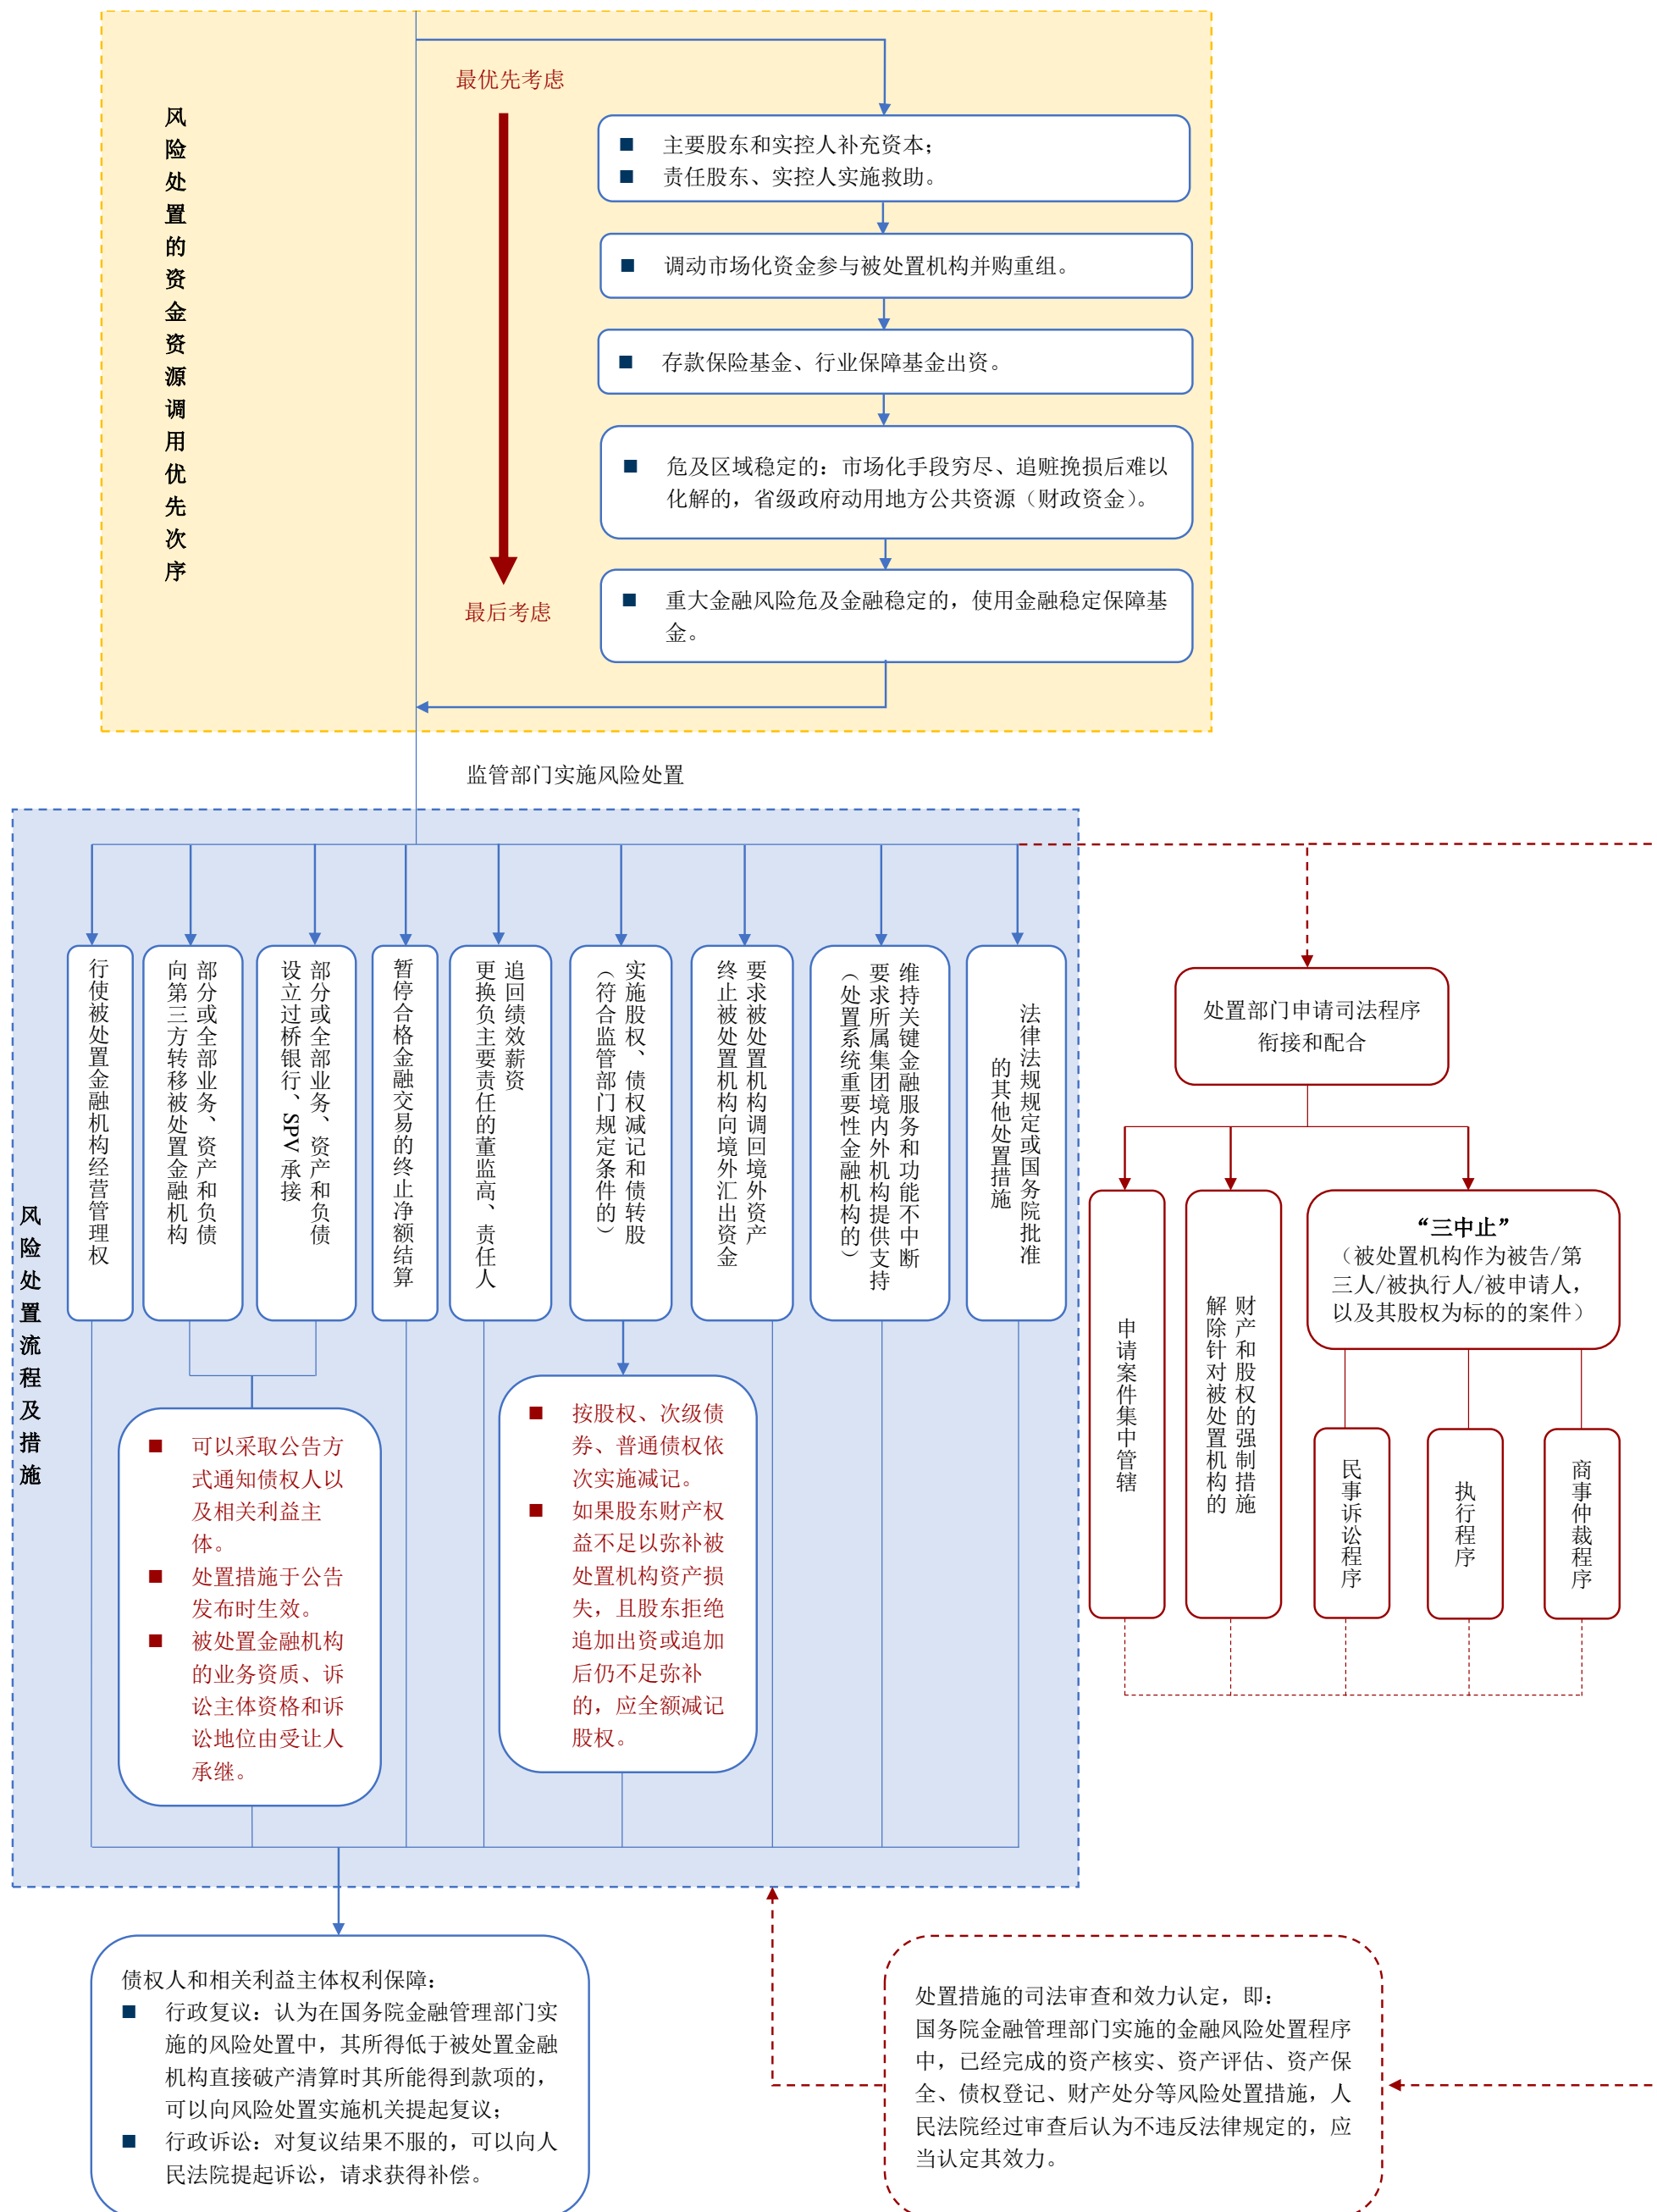 风险处置的资金资源调用优先次序
最优先考虑
■ 主要股东和实控人补充资本；
■ 责任股东、实控人实施救助。
■ 调动市场化资金参与被处置机构并购重组。
■ 存款保险基金、行业保障基金出资。
■ 危及区域稳定的：市场化手段穷尽、追赃挽损后难以
化解的，省级政府动用地方公共资源（财政资金）。
■ 重大金融风险危及金融稳定的，使用金融稳定保障基
金。
最后考虑
监管部门实施风险处置
风险处置流程及措施
行使被处置金融机构经营管理权
向第三方转移被处置金融机构
部分或全部业务、资产和负债
设立过桥银行、SPV 承接
部分或全部业务、资产和负债
暂停合格金融交易的终止净额结算
更换负主要责任的董监高、责任人
追回绩效薪资
实施股权、债权减记和债转股
（符合监管部门规定条件的）
要求被处置机构调回境外资产
终止被处置机构向境外汇出资金
维持关键金融服务和功能不中断
要求所属集团境内外机构提供支持
（处置系统重要性金融机构的）
法律法规规定或国务院批准
的其他处置措施
■ 可以采取公告方
式通知债权人以
及相关利益主
体。
■ 处置措施于公告
发布时生效。
■ 被处置金融机构
的业务资质、诉
讼主体资格和诉
讼地位由受让人
承继。
■ 按股权、次级债
券、普通债权依
次实施减记。
■ 如果股东财产权
益不足以弥补被
处置机构资产损
失，且股东拒绝
追加出资或追加
后仍不足弥补
的，应全额减记
股权。
处置部门申请司法程序
衔接和配合
申请案件集中管辖
解除针对被处置机构的
财产和股权的强制措施
“三中止”
（被处置机构作为被告/第
三人/被执行人/被申请人，
以及其股权为标的的案件）
民事诉讼程序
执行程序
商事仲裁程序
债权人和相关利益主体权利保障：
■ 行政复议：认为在国务院金融管理部门实
施的风险处置中，其所得低于被处置金融
机构直接破产清算时其所能得到款项的，
可以向风险处置实施机关提起复议；
■ 行政诉讼：对复议结果不服的，可以向人
民法院提起诉讼，请求获得补偿。
处置措施的司法审查和效力认定，即：
国务院金融管理部门实施的金融风险处置程序
中，已经完成的资产核实、资产评估、资产保
全、债权登记、财产处分等风险处置措施，人
民法院经过审查后认为不违反法律规定的，应
当认定其效力。